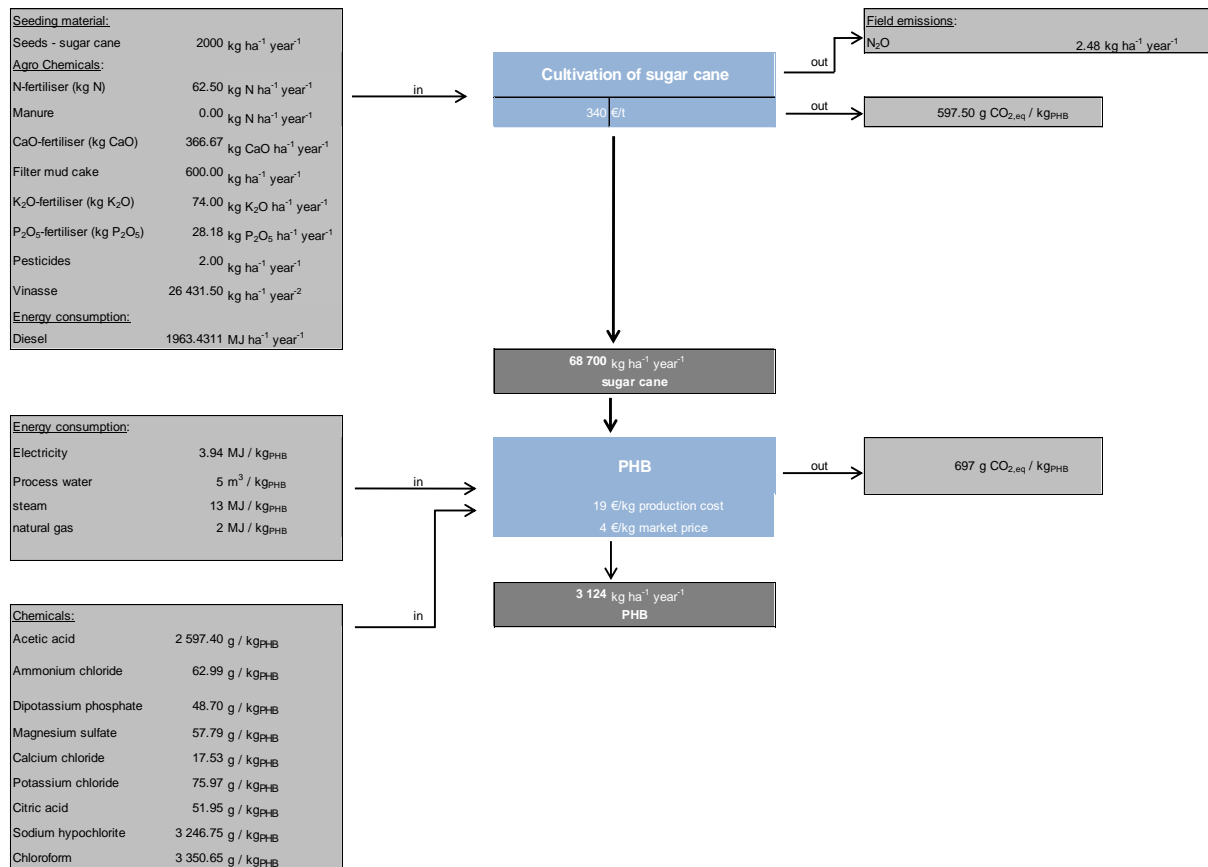 Seeding material:
Seeds - sugar cane 2000 kg ha⁻¹ year⁻¹
Agro Chemicals:
N-fertiliser (kg N) 62.50 kg N ha⁻¹ year⁻¹
Manure 0.00 kg N ha⁻¹ year⁻¹
CaO-fertiliser (kg CaO) 366.67 kg CaO ha⁻¹ year⁻¹
Filter mud cake 600.00 kg ha⁻¹ year⁻¹
K₂O-fertiliser (kg K₂O) 74.00 kg K₂O ha⁻¹ year⁻¹
P₂O₅-fertiliser (kg P₂O₅) 28.18 kg P₂O₅ ha⁻¹ year⁻¹
Pesticides 2.00 kg ha⁻¹ year⁻¹
Vinasse 26 431.50 kg ha⁻¹ year⁻²
Energy consumption:
Diesel 1963.4311 MJ ha⁻¹ year⁻¹
in
Cultivation of sugar cane
340 €/t
out
Field emissions:
N₂O 2.48 kg ha⁻¹ year⁻¹
out
597.50 g CO₂,eq / kgPHB
68 700 kg ha⁻¹ year⁻¹
sugar cane
Energy consumption:
Electricity 3.94 MJ / kgPHB
Process water 5 m³ / kgPHB
steam 13 MJ / kgPHB
natural gas 2 MJ / kgPHB
in
PHB
19 €/kg production cost
4 €/kg market price
out
697 g CO₂,eq / kgPHB
3 124 kg ha⁻¹ year⁻¹
PHB
Chemicals:
Acetic acid 2 597.40 g / kgPHB
Ammonium chloride 62.99 g / kgPHB
Dipotassium phosphate 48.70 g / kgPHB
Magnesium sulfate 57.79 g / kgPHB
Calcium chloride 17.53 g / kgPHB
Potassium chloride 75.97 g / kgPHB
Citric acid 51.95 g / kgPHB
Sodium hypochlorite 3 246.75 g / kgPHB
Chloroform 3 350.65 g / kgPHB
in